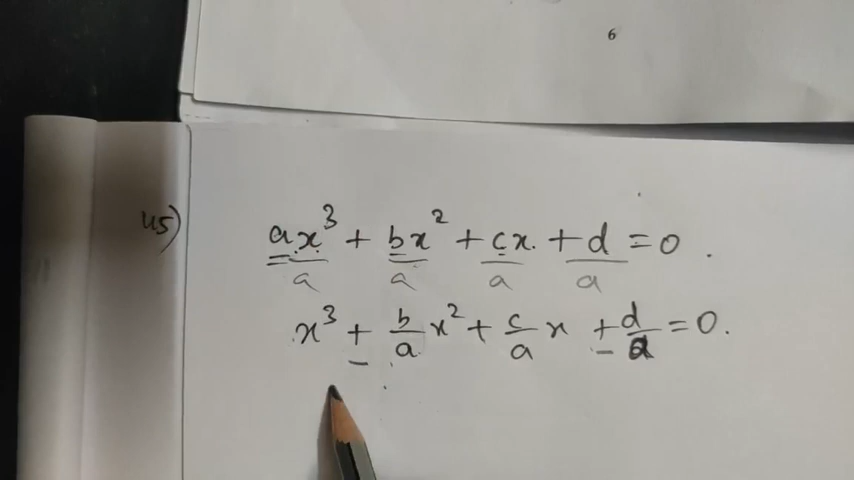 6
45) ax³ + bx² + cx + d = 0.
a a a a
x³ + b/a x² + c/a x + d/a = 0.